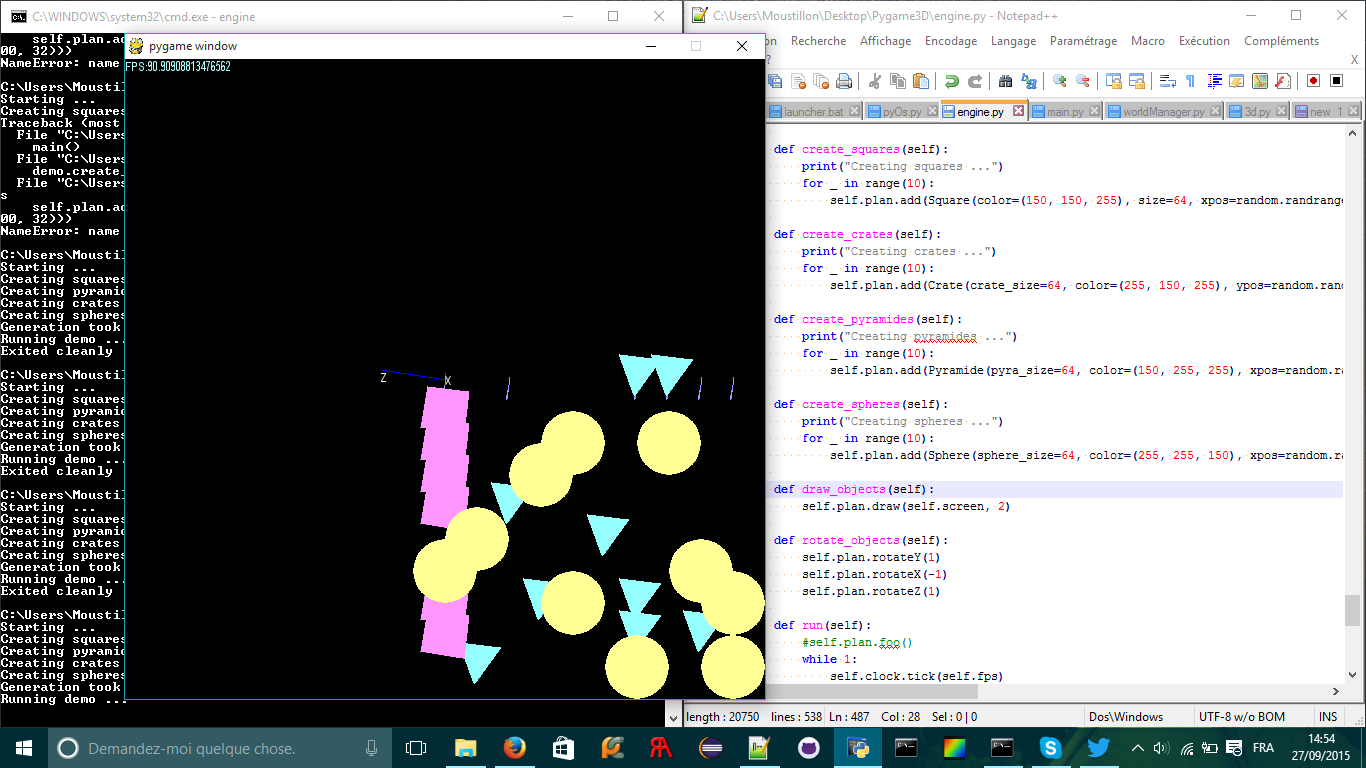 C:\WINDOWS\system32\cmd.exe - engine
self.plan.ad
00, 32)))
NameError: name
C:\Users\Moustil
Starting ...
Creating squares
Traceback (most
File "C:\Users
main()
File "C:\Users
demo.create_
File "C:\Users
s
self.plan.ad
00, 32)))
NameError: name
C:\Users\Moustil
Starting ...
Creating squares
Creating pyramid
Creating crates
Creating spheres
Generation took
Running demo ...
Exited cleanly
C:\Users\Moustil
Starting ...
Creating squares
Creating pyramid
Creating crates
Creating spheres
Generation took
Running demo ...
Exited cleanly
C:\Users\Moustil
Starting ...
Creating squares
Creating pyramid
Creating crates
Creating spheres
Generation took
Running demo ...
Exited cleanly
C:\Users\Moustil
Starting ...
Creating squares
Creating pyramid
Creating crates
Creating spheres
Generation took
Running demo ...
pygame window
FPS:90.90908813476562
Z
X
C:\Users\Moustillon\Desktop\Pygame3D\engine.py - Notepad++
on Recherche Affichage Encodage Langage Paramétrage Macro Exécution Compléments
?
X
launcher.bat pyOs.py engine.py main.py worldManager.py 3d.py new 1
def create_squares(self):
print("Creating squares ...")
for _ in range(10):
self.plan.add(Square(color=(150, 150, 255), size=64, xpos=random.randrange
def create_crates(self):
print("Creating crates ...")
for _ in range(10):
self.plan.add(Crate(crate_size=64, color=(255, 150, 255), ypos=random.ran
def create_pyramides(self):
print("Creating pyramides ...")
for _ in range(10):
self.plan.add(Pyramide(pyra_size=64, color=(150, 255, 255), xpos=random.ra
def create_spheres(self):
print("Creating spheres ...")
for _ in range(10):
self.plan.add(Sphere(sphere_size=64, color=(255, 255, 150), xpos=random.ra
def draw_objects(self):
self.plan.draw(self.screen, 2)
def rotate_objects(self):
self.plan.rotateY(1)
self.plan.rotateX(-1)
self.plan.rotateZ(1)
def run(self):
#self.plan.foo()
while 1:
self.clock.tick(self.fps)
length : 20750 lines : 538 Ln : 487 Col : 28 Sel : 0 | 0 Dos\Windows UTF-8 w/o BOM INS
Demandez-moi quelque chose.
FRA
14:54
27/09/2015